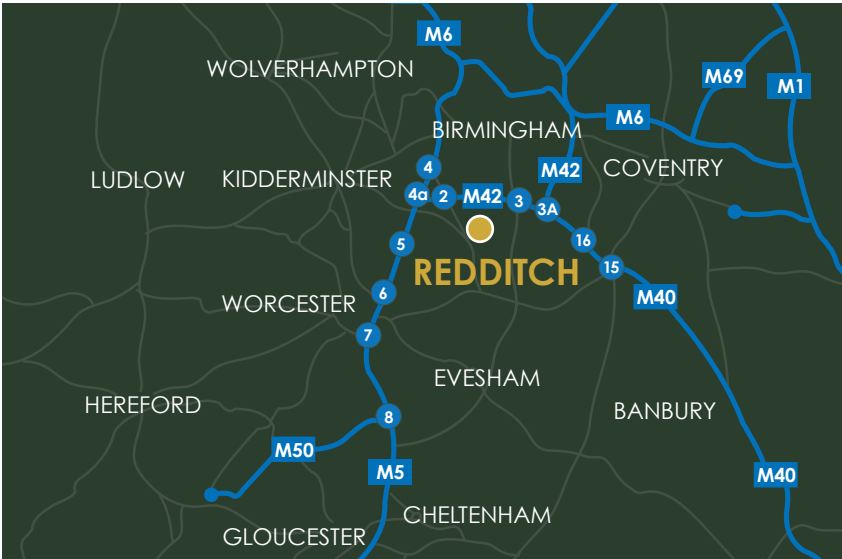 M6
WOLVERHAMPTON
M69
M1
M6
BIRMINGHAM
LUDLOW
KIDDERMINSTER
4
M42
COVENTRY
4a
2
M42
3
3A
5
16
REDDITCH
15
6
M40
WORCESTER
7
EVESHAM
HEREFORD
8
BANBURY
M50
M5
M40
CHELTENHAM
GLOUCESTER